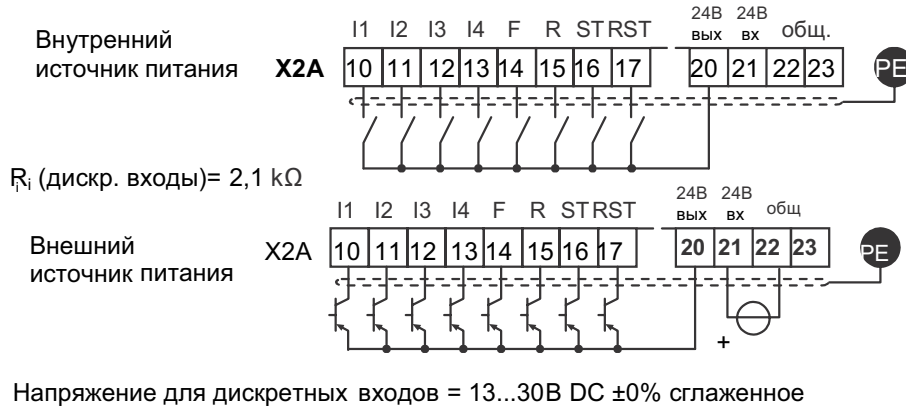 24В 24В
I1 I2 I3 I4 F R ST RST вых вх общ.
Внутренний
источник питания X2A 10 11 12 13 14 15 16 17 20 21 22 23 PE
Ri (дискр. входы)= 2,1 kΩ
24В 24В
I1 I2 I3 I4 F R ST RST вых вх общ
Внешний
источник питания X2A 10 11 12 13 14 15 16 17 20 21 22 23 PE
+
Напряжение для дискретных входов = 13...30В DC ±0% сглаженное